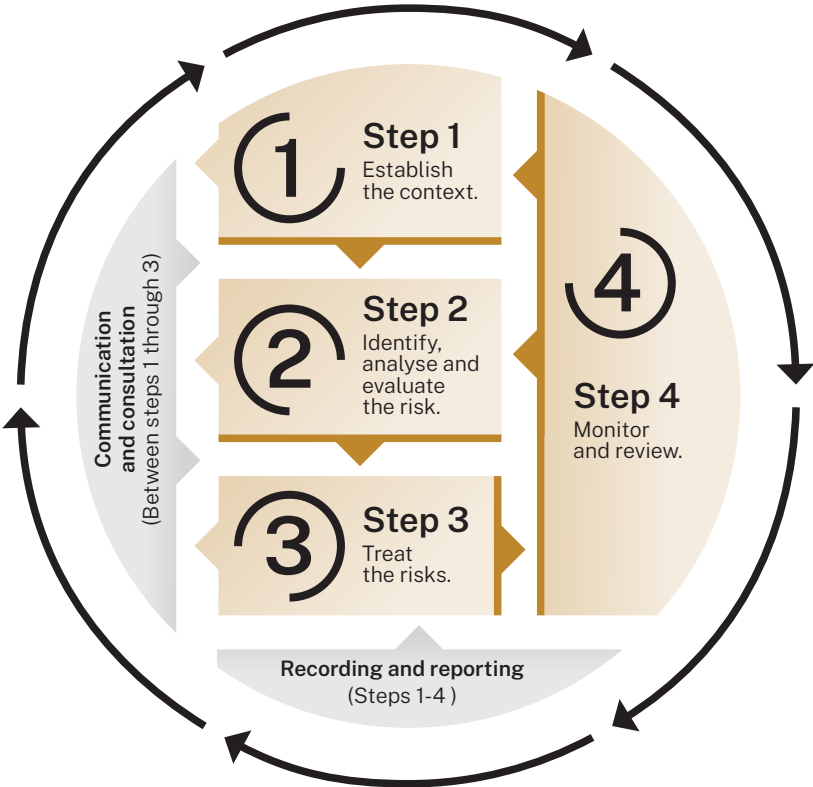 1
Step 1
Establish
the context.
2
Step 2
Identify,
analyse and
evaluate
the risk.
3
Step 3
Treat
the risks.
4
Step 4
Monitor
and review.
Communication
and consultation
(Between steps 1 through 3)
Recording and reporting
(Steps 1-4 )